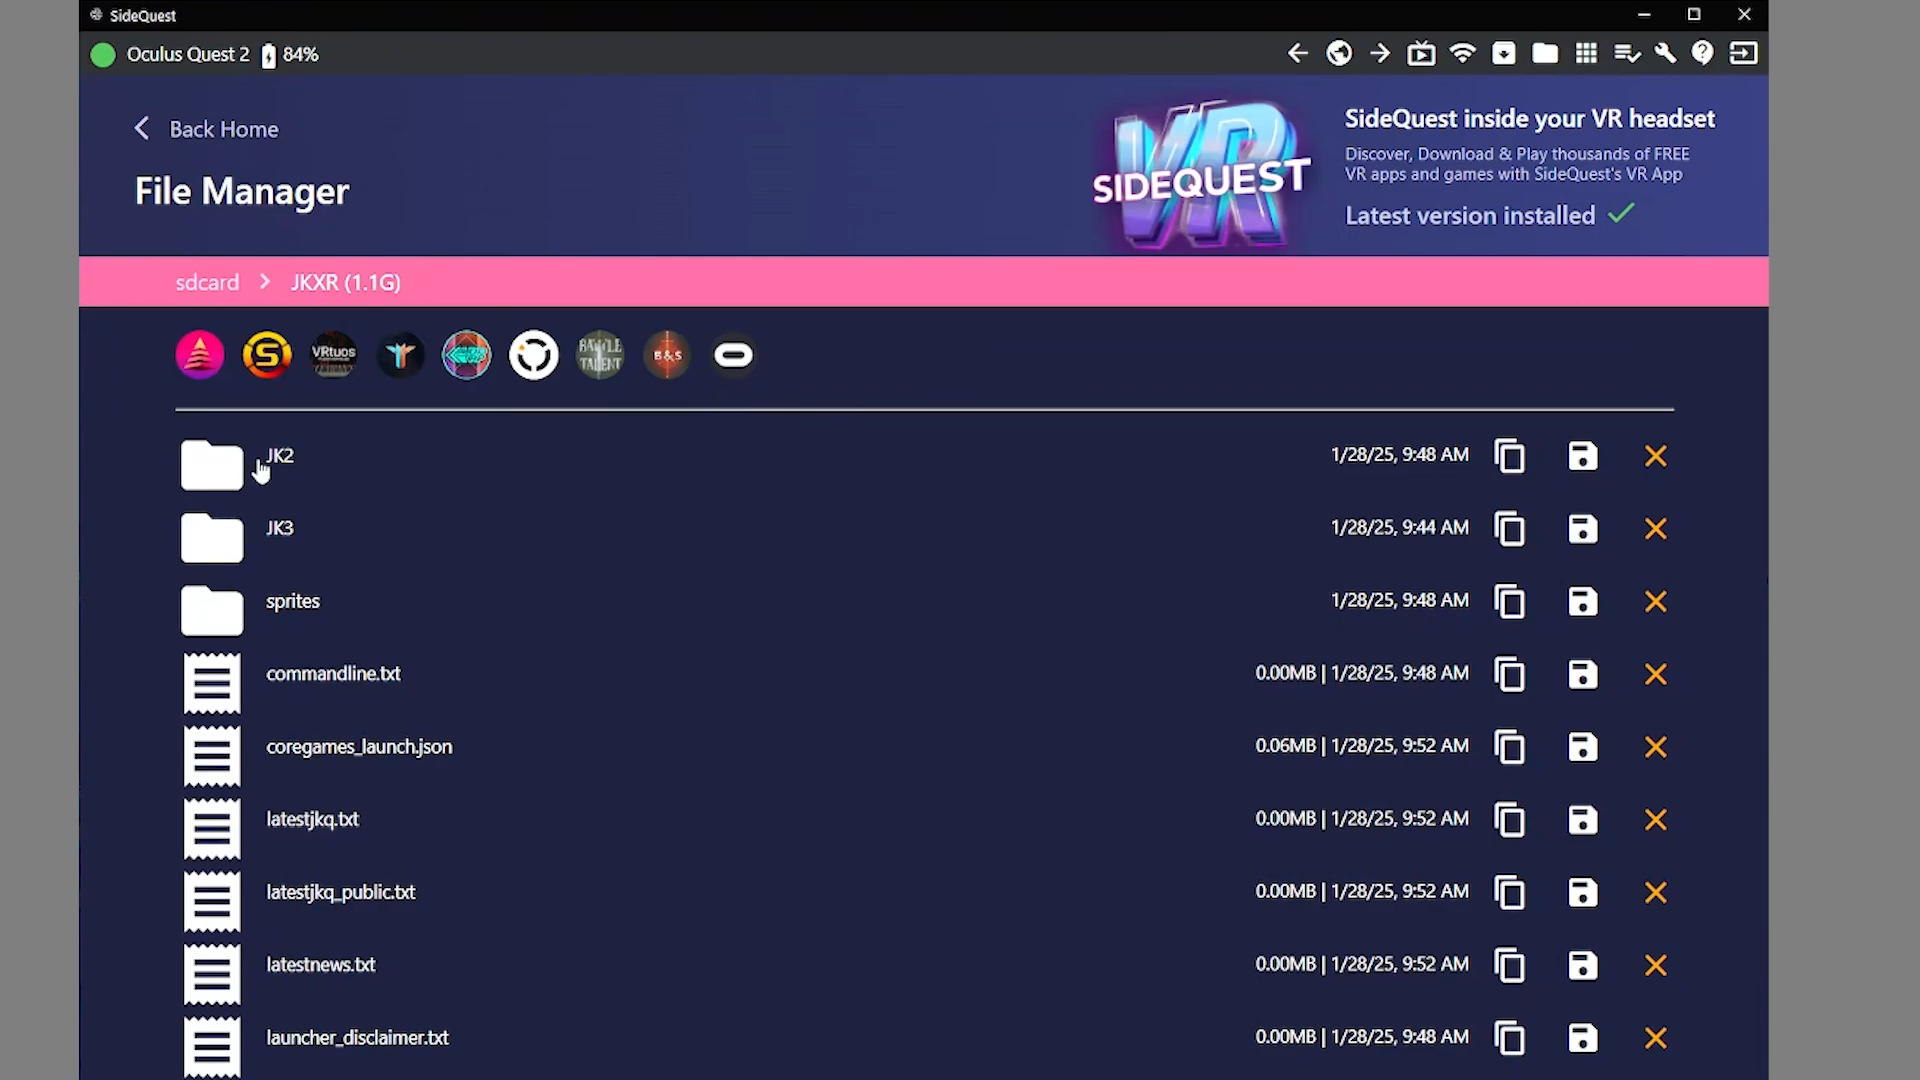 SideQuest
Oculus Quest 2 84%
Back Home
File Manager
VR
SIDEQUEST
SideQuest inside your VR headset
Discover, Download & Play thousands of FREE
VR apps and games with SideQuest's VR App
Latest version installed
sdcard JKXR (1.1G)
S
VRtuos
BATTLE
TALENT
B&S
JK2 1/28/25, 9:48 AM
JK3 1/28/25, 9:44 AM
sprites 1/28/25, 9:48 AM
commandline.txt 0.00MB | 1/28/25, 9:48 AM
coregames_launch.json 0.06MB | 1/28/25, 9:52 AM
latestjkq.txt 0.00MB | 1/28/25, 9:52 AM
latestjkq_public.txt 0.00MB | 1/28/25, 9:52 AM
latestnews.txt 0.00MB | 1/28/25, 9:52 AM
launcher_disclaimer.txt 0.00MB | 1/28/25, 9:48 AM